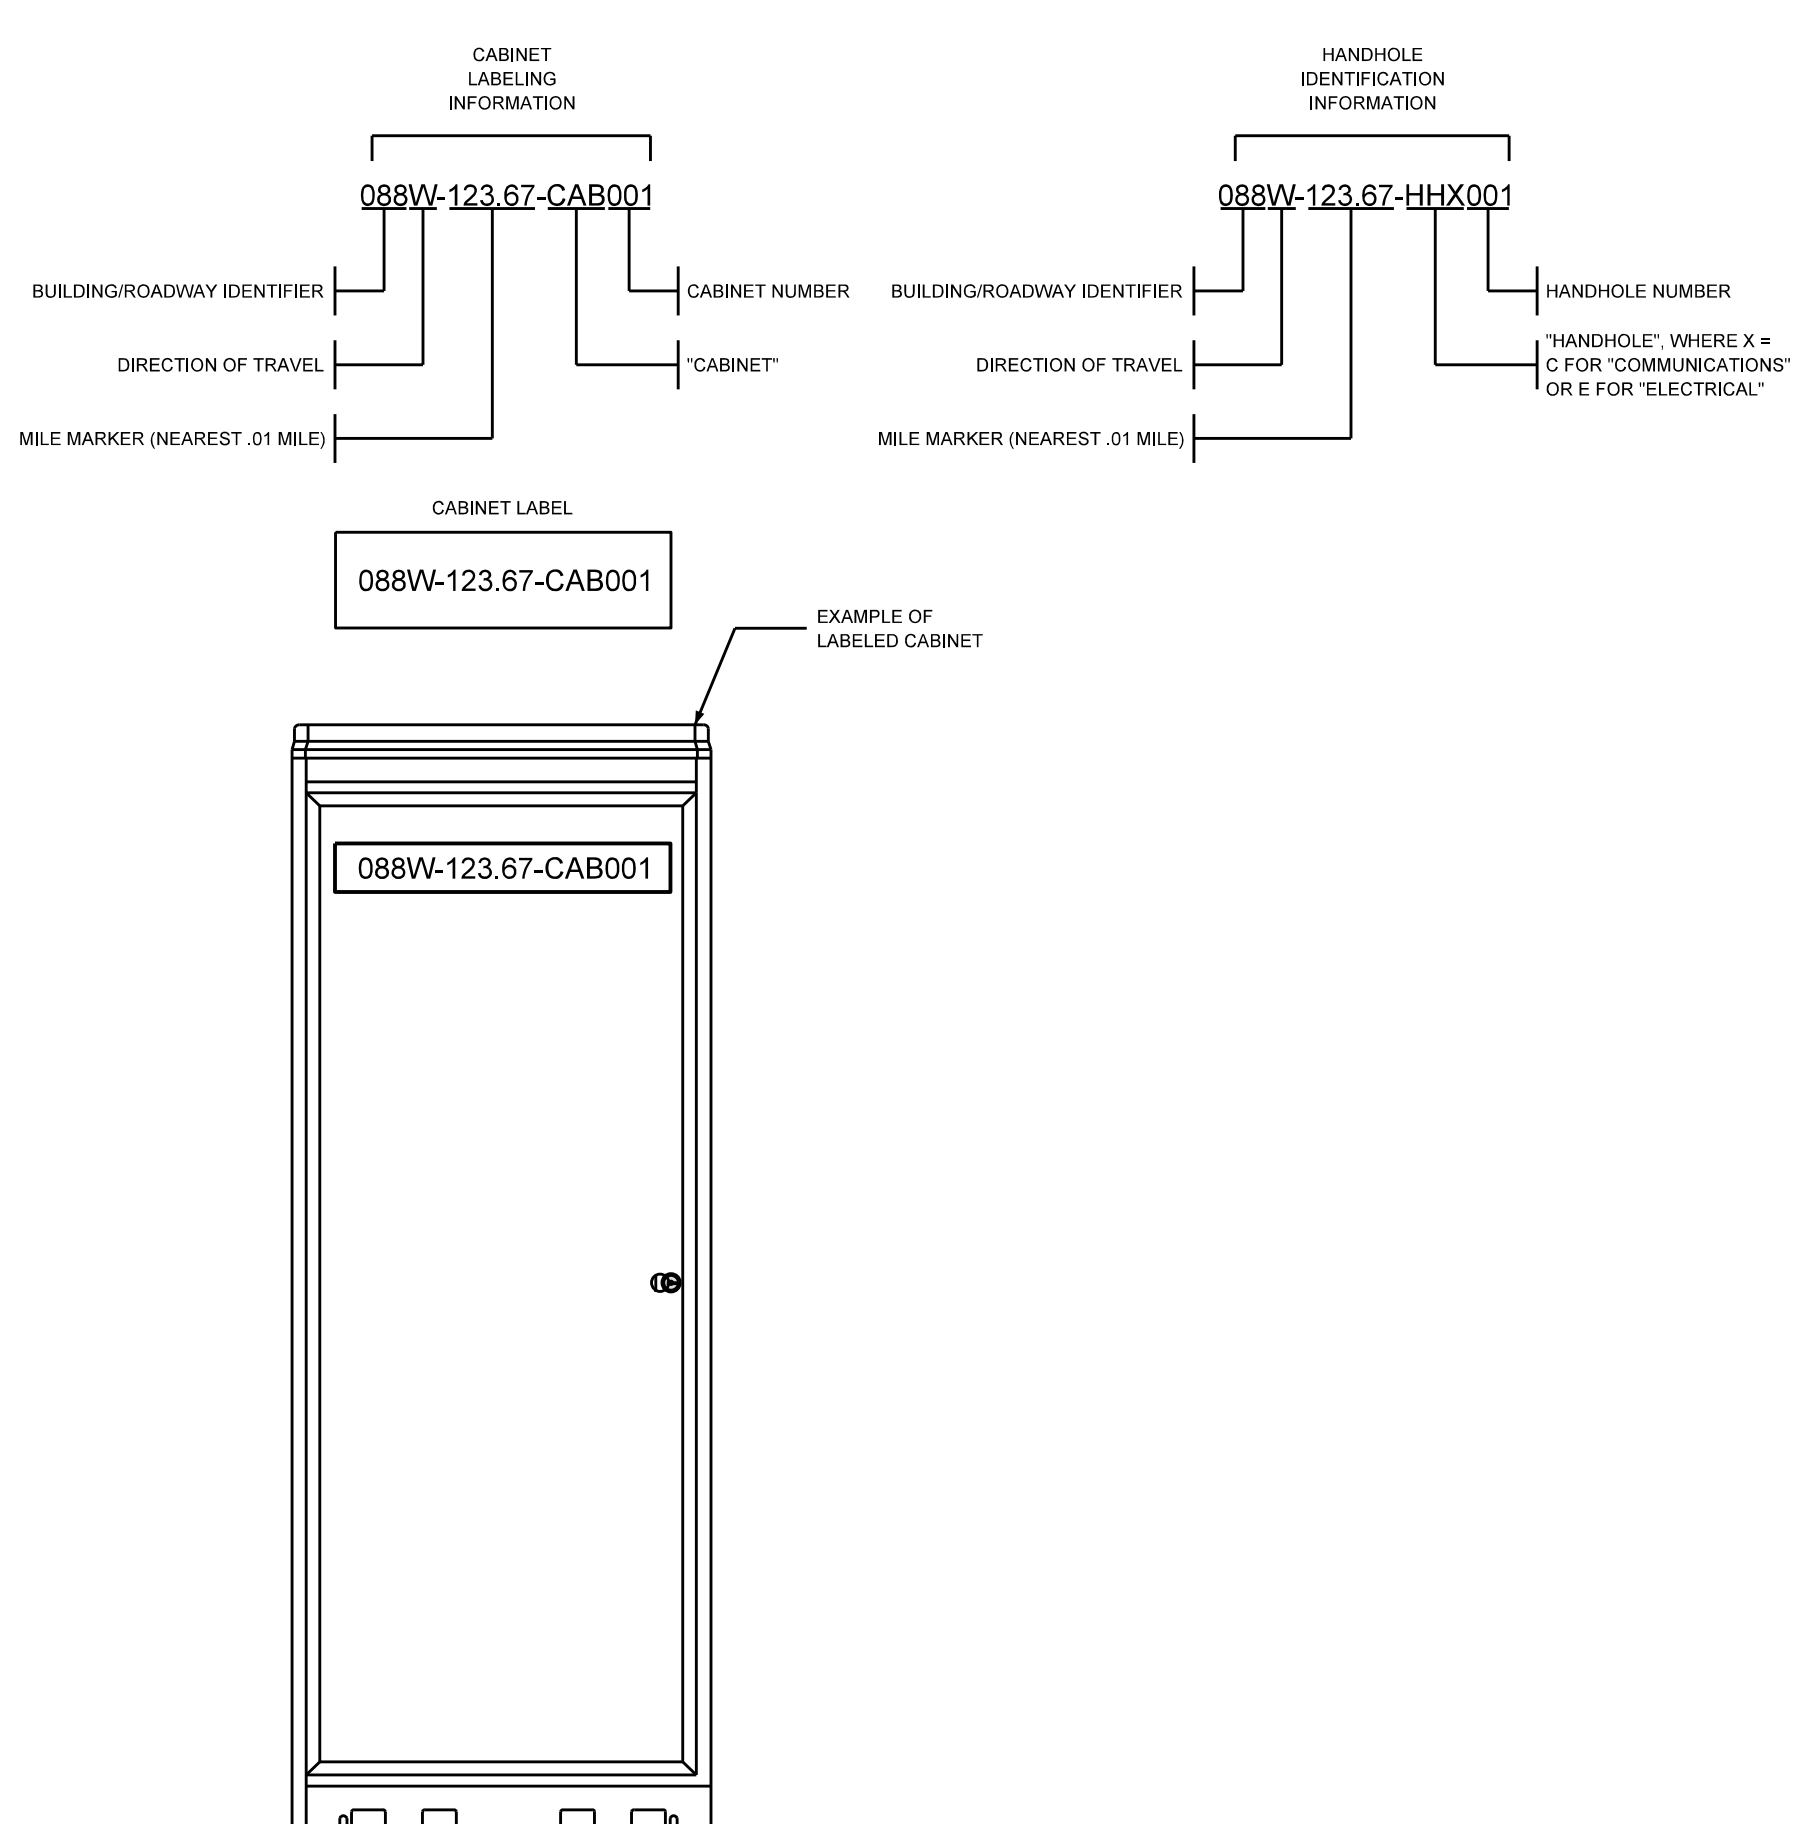 CABINET
LABELING
INFORMATION
088W-123.67-CAB001
BUILDING/ROADWAY IDENTIFIER
CABINET NUMBER
DIRECTION OF TRAVEL
"CABINET"
MILE MARKER (NEAREST .01 MILE)
HANDHOLE
IDENTIFICATION
INFORMATION
088W-123.67-HHX001
BUILDING/ROADWAY IDENTIFIER
HANDHOLE NUMBER
DIRECTION OF TRAVEL
"HANDHOLE", WHERE X =
C FOR "COMMUNICATIONS"
OR E FOR "ELECTRICAL"
MILE MARKER (NEAREST .01 MILE)
CABINET LABEL
088W-123.67-CAB001
EXAMPLE OF
LABELED CABINET
088W-123.67-CAB001